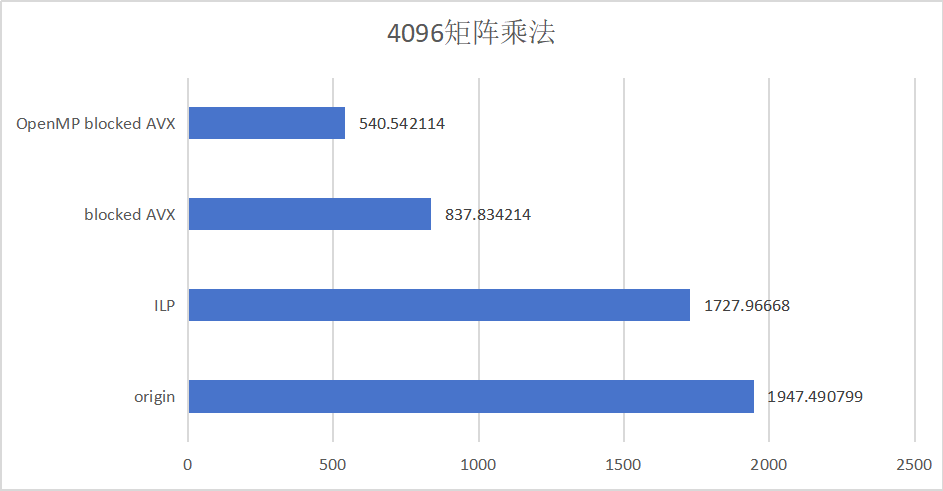 4096矩阵乘法
OpenMP blocked AVX 540.542114
blocked AVX 837.834214
ILP 1727.96668
origin 1947.490799
0 500 1000 1500 2000 2500